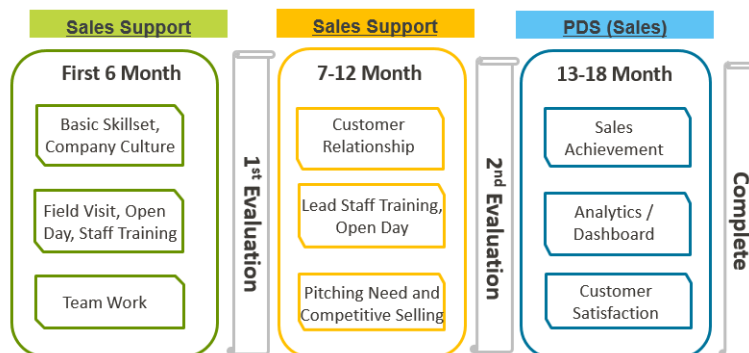 Sales Support
First 6 Month
Basic Skillset,
Company Culture
Field Visit, Open
Day, Staff Training
Team Work
1st Evaluation
Sales Support
7-12 Month
Customer
Relationship
Lead Staff Training,
Open Day
Pitching Need and
Competitive Selling
2nd Evaluation
PDS (Sales)
13-18 Month
Sales
Achievement
Analytics /
Dashboard
Customer
Satisfaction
Complete